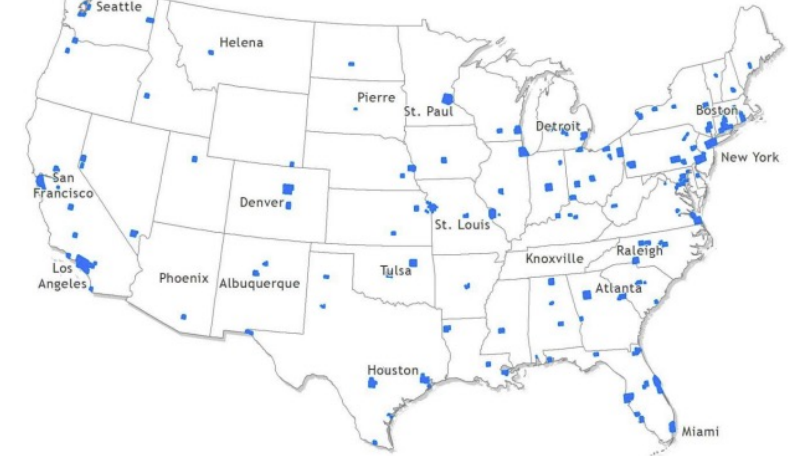 Seattle
Helena
Pierre
St. Paul
Detroit
Boston
New York
San
Francisco
Denver
St. Louis
Los
Angeles
Phoenix
Albuquerque
Tulsa
Knoxville
Raleigh
Atlanta
Houston
Miami